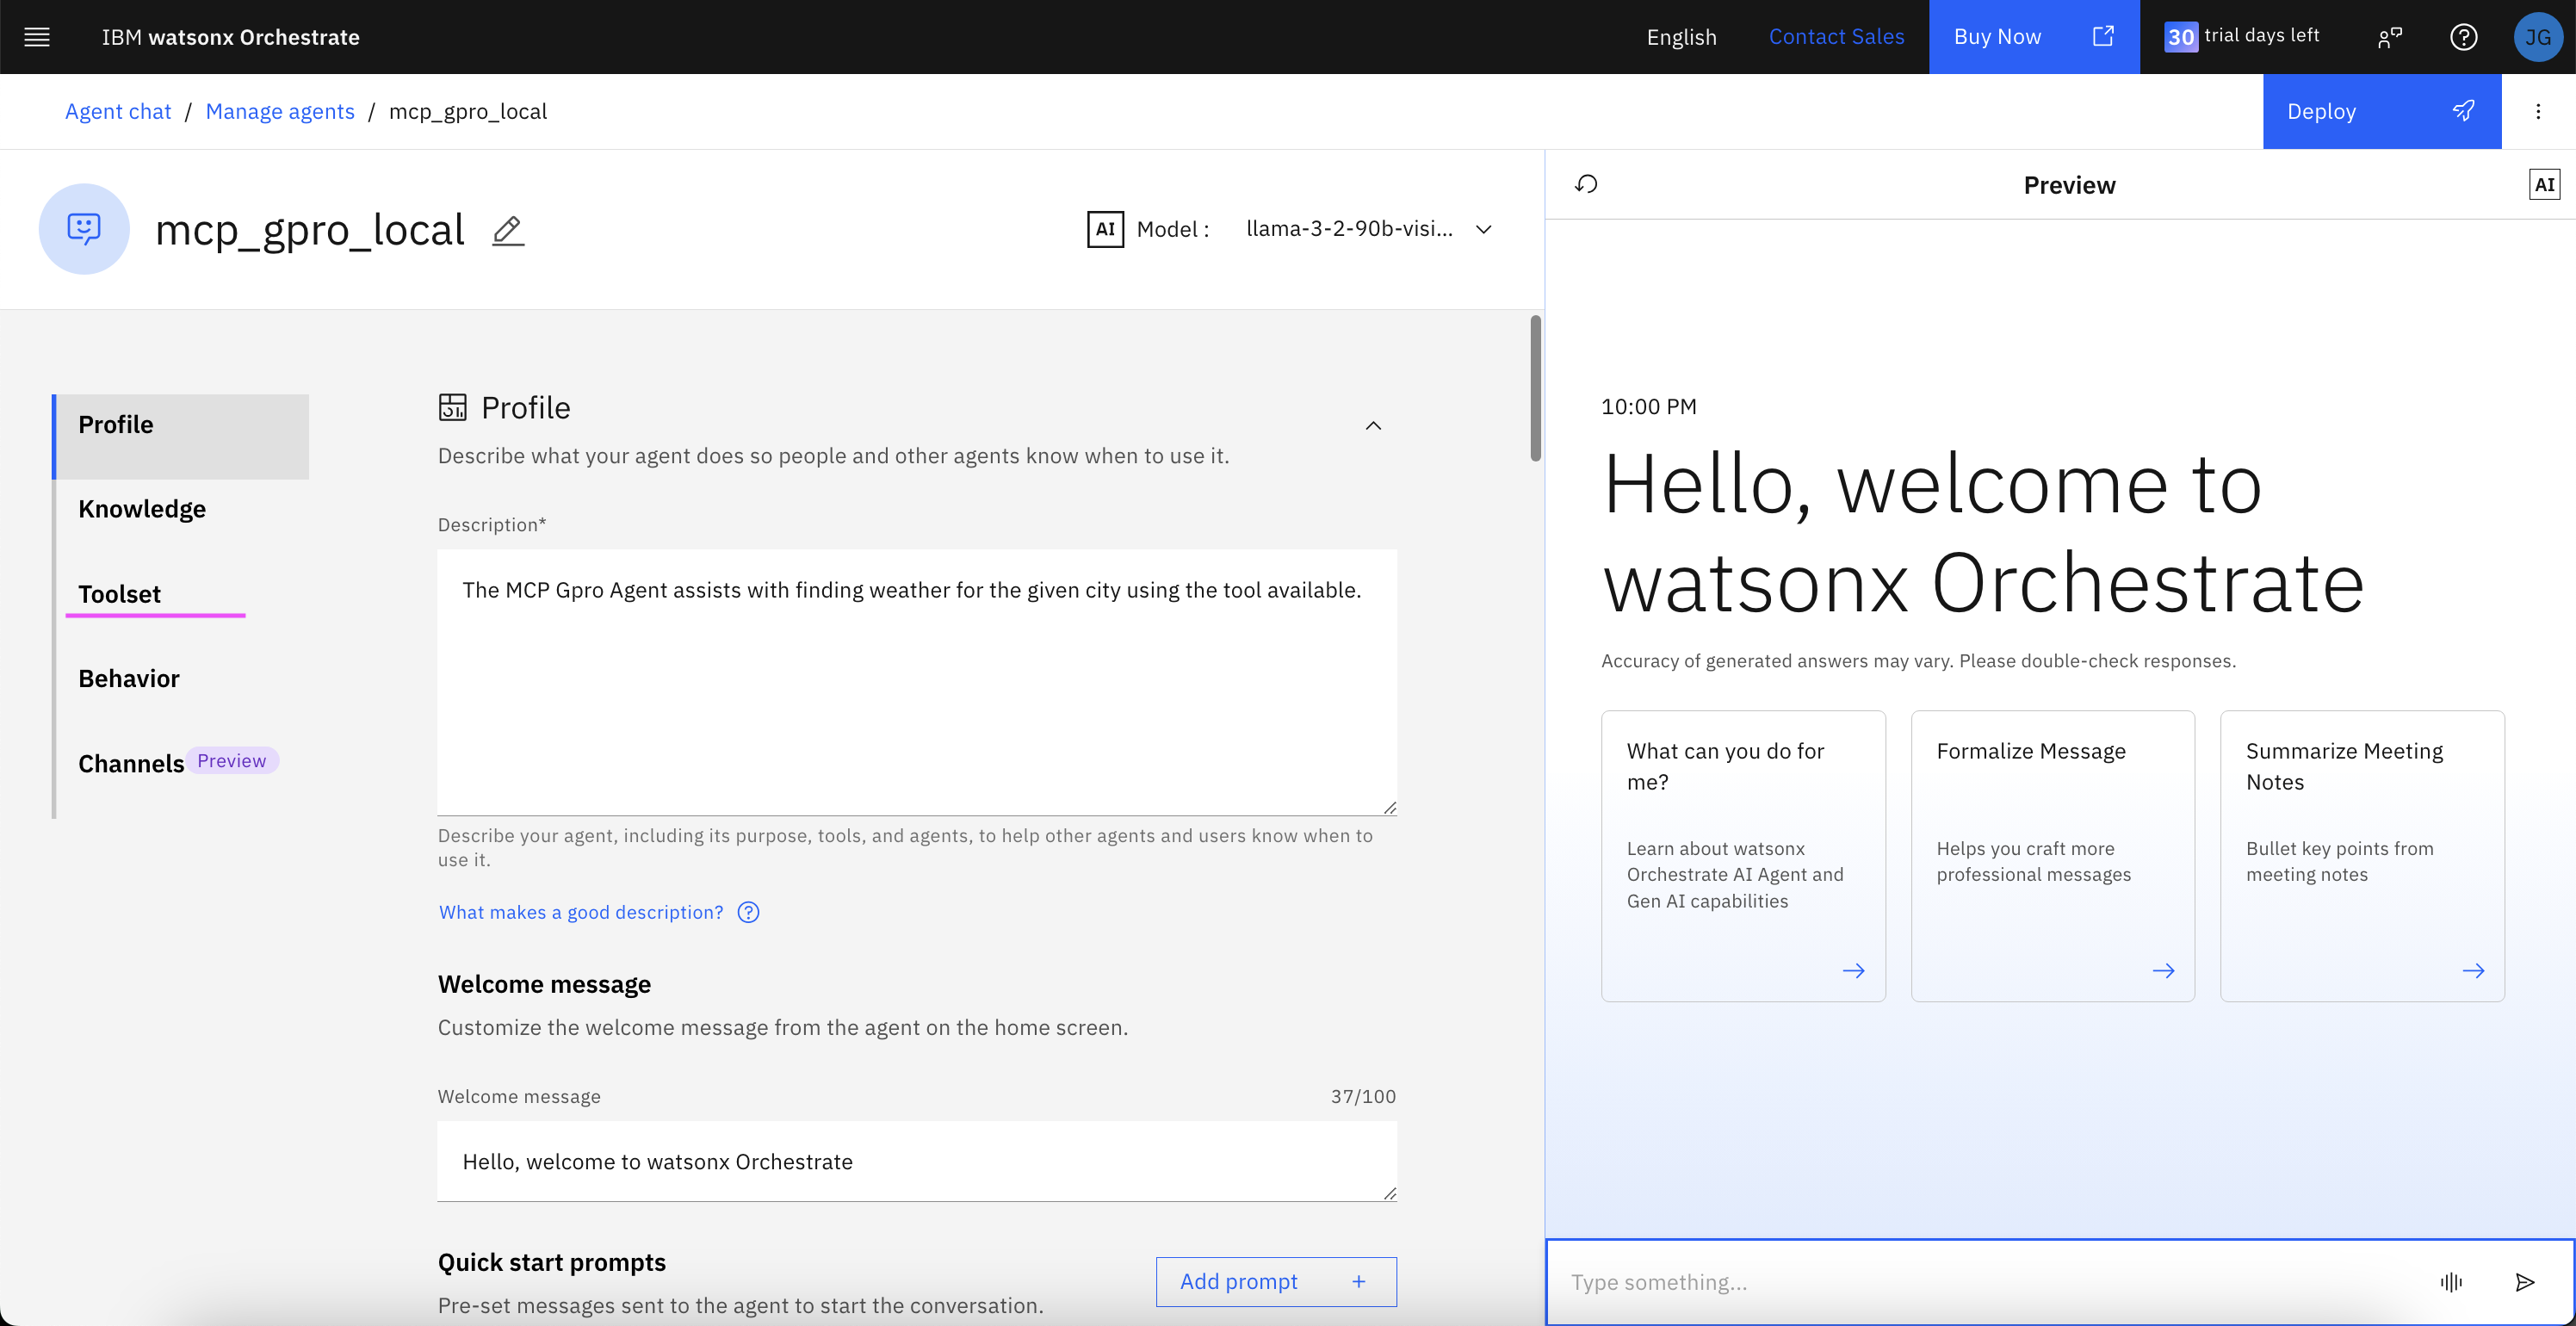 IBM watsonx Orchestrate
English
Contact Sales
Buy Now
30 trial days left
JG
Agent chat / Manage agents / mcp_gpro_local
Deploy
mcp_gpro_local
AI Model : llama-3-2-90b-visi...
Preview
AI
Profile
Knowledge
Toolset
Behavior
Channels Preview
Profile
Describe what your agent does so people and other agents know when to use it.
Description*
The MCP Gpro Agent assists with finding weather for the given city using the tool available.
Describe your agent, including its purpose, tools, and agents, to help other agents and users know when to
use it.
What makes a good description?
Welcome message
Customize the welcome message from the agent on the home screen.
Welcome message 37/100
Hello, welcome to watsonx Orchestrate
Quick start prompts
Pre-set messages sent to the agent to start the conversation.
Add prompt +
10:00 PM
Hello, welcome to
watsonx Orchestrate
Accuracy of generated answers may vary. Please double-check responses.
What can you do for
me?
Learn about watsonx
Orchestrate AI Agent and
Gen AI capabilities
Formalize Message
Helps you craft more
professional messages
Summarize Meeting
Notes
Bullet key points from
meeting notes
Type something...